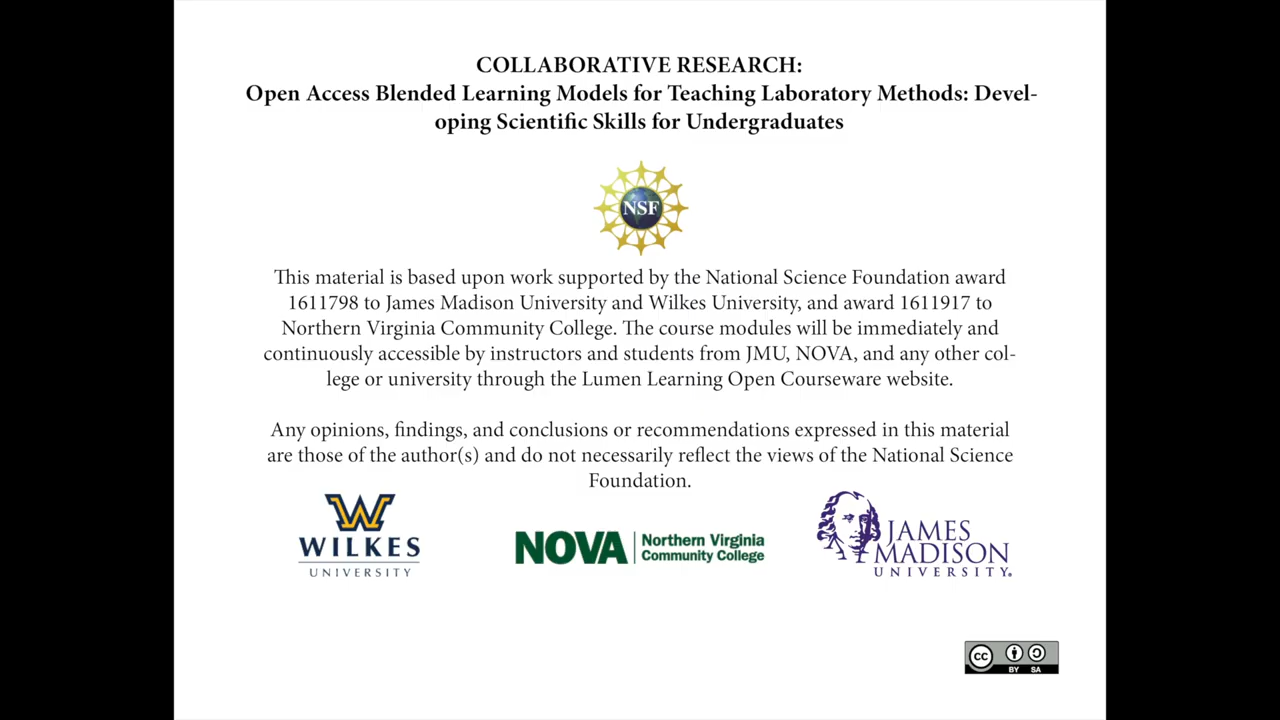 COLLABORATIVE RESEARCH:
Open Access Blended Learning Models for Teaching Laboratory Methods: Devel-
oping Scientific Skills for Undergraduates
NSF
This material is based upon work supported by the National Science Foundation award
1611798 to James Madison University and Wilkes University, and award 1611917 to
Northern Virginia Community College. The course modules will be immediately and
continuously accessible by instructors and students from JMU, NOVA, and any other col-
lege or university through the Lumen Learning Open Courseware website.
Any opinions, findings, and conclusions or recommendations expressed in this material
are those of the author(s) and do not necessarily reflect the views of the National Science
Foundation.
W
WILKES
UNIVERSITY
NOVA
Northern Virginia
Community College
JAMES
MADISON
UNIVERSITY.
CC
BY SA